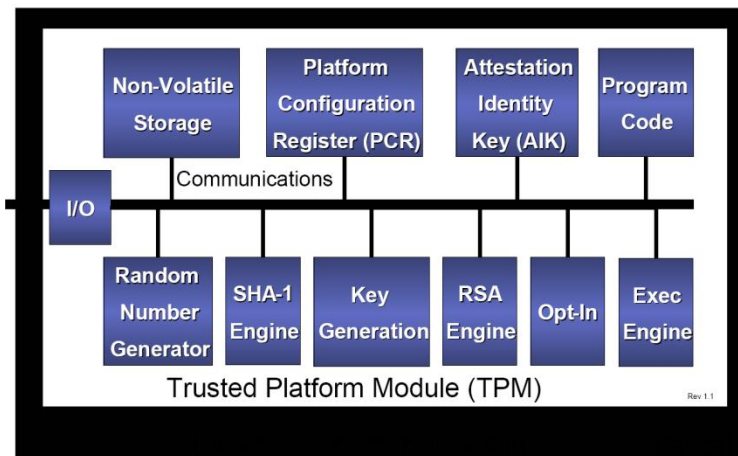 Non-Volatile
Storage
Platform
Configuration
Register (PCR)
Attestation
Identity
Key (AIK)
Program
Code
Communications
I/O
Random
Number
Generator
SHA-1
Engine
Key
Generation
RSA
Engine
Opt-In
Exec
Engine
Trusted Platform Module (TPM)
Rev 1.1